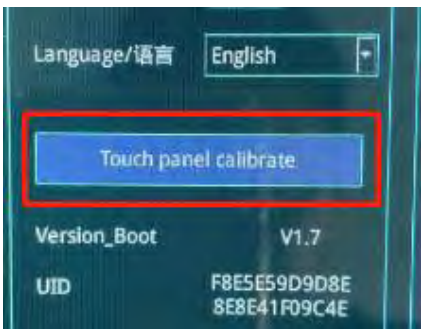 Language/语言 English
Touch panel calibrate
Version_Boot V1.7
UID F8E5E59D9D8E
8E8E41F09C4E